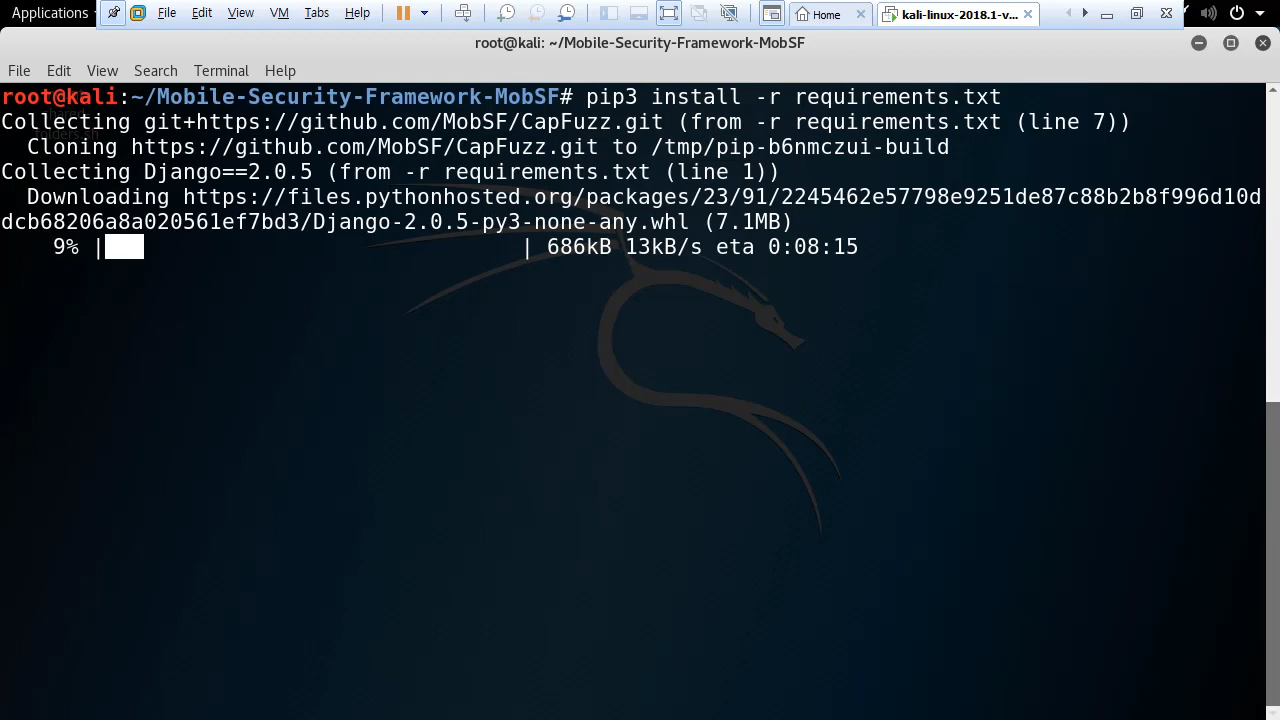 Applications
File Edit View VM Tabs Help
Home
kali-linux-2018.1-v...
root@kali: ~/Mobile-Security-Framework-MobSF
File Edit View Search Terminal Help
root@kali:~/Mobile-Security-Framework-MobSF# pip3 install -r requirements.txt
Collecting git+https://github.com/MobSF/CapFuzz.git (from -r requirements.txt (line 7))
Cloning https://github.com/MobSF/CapFuzz.git to /tmp/pip-b6nmczui-build
Collecting Django==2.0.5 (from -r requirements.txt (line 1))
Downloading https://files.pythonhosted.org/packages/23/91/2245462e57798e9251de87c88b2b8f996d10d
dcb68206a8a020561ef7bd3/Django-2.0.5-py3-none-any.whl (7.1MB)
9% |███ | 686kB 13kB/s eta 0:08:15
folders.sh